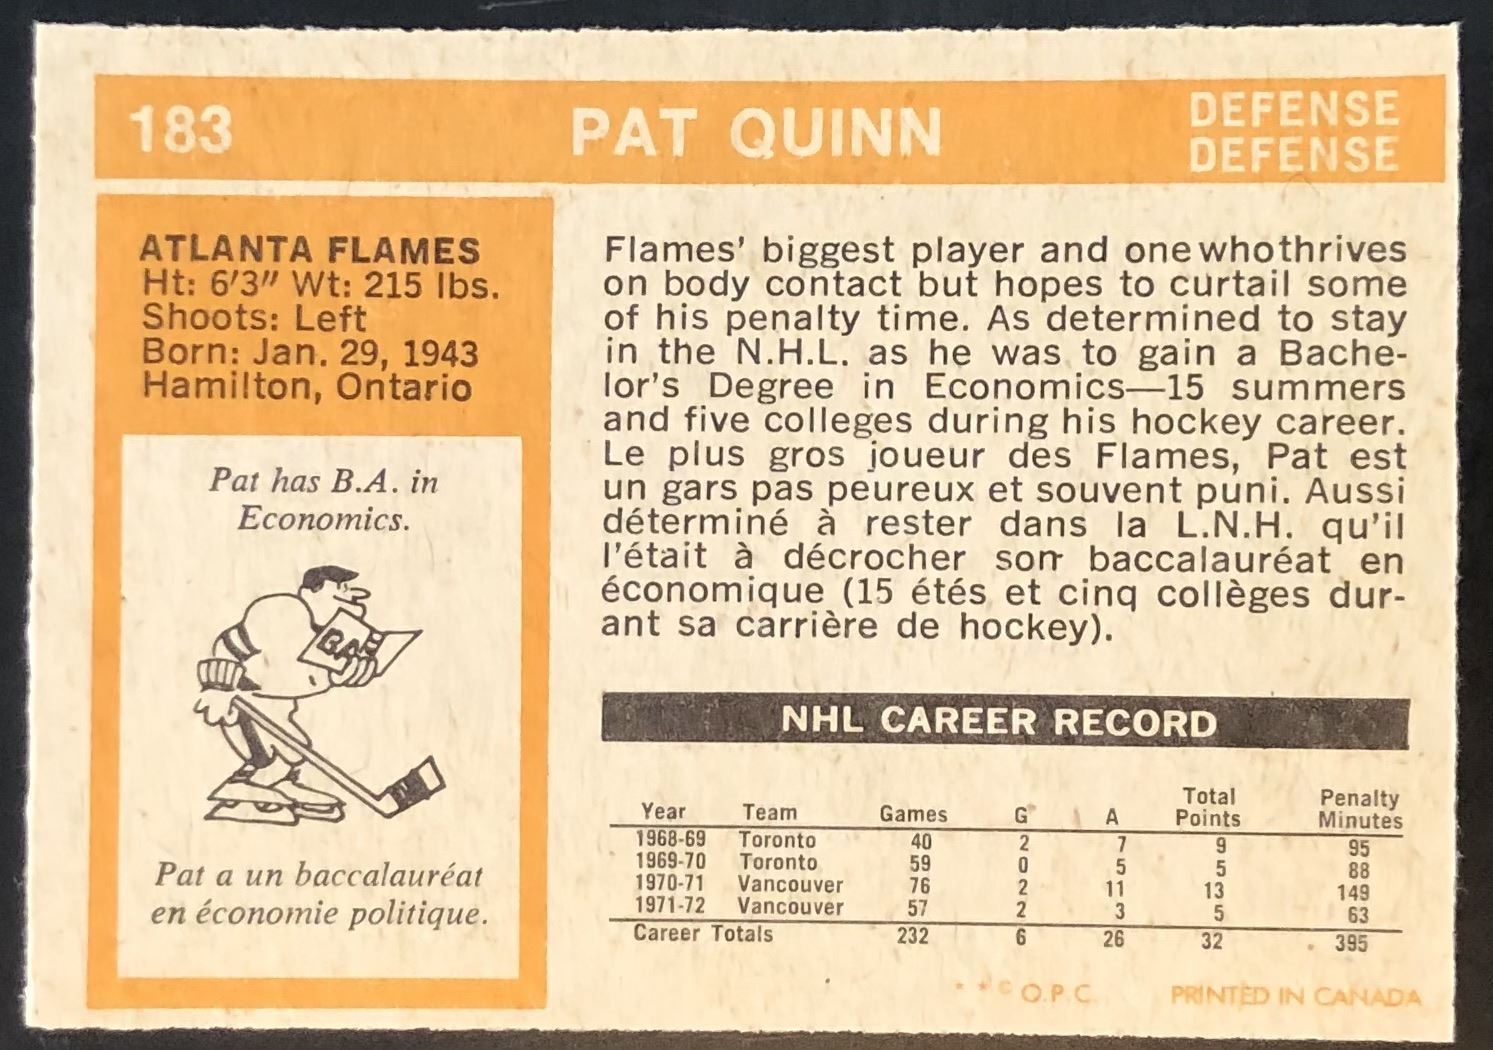 183 PAT QUINN DEFENSE
DEFENSE
ATLANTA FLAMES
Ht: 6'3" Wt: 215 lbs.
Shoots: Left
Born: Jan. 29, 1943
Hamilton, Ontario
Pat has B.A. in
Economics.
B.A.
Pat a un baccalauréat
en économie politique.
Flames' biggest player and one who thrives
on body contact but hopes to curtail some
of his penalty time. As determined to stay
in the N.H.L. as he was to gain a Bache-
lor's Degree in Economics—15 summers
and five colleges during his hockey career.
Le plus gros joueur des Flames, Pat est
un gars pas peureux et souvent puni. Aussi
déterminé à rester dans la L.N.H. qu'il
l'était à décrocher son baccalauréat en
économique (15 étés et cinq collèges dur-
ant sa carrière de hockey).
NHL CAREER RECORD
Year Team Games G A Total Points Penalty Minutes
1968-69 Toronto 40 2 7 9 95
1969-70 Toronto 59 0 5 5 88
1970-71 Vancouver 76 2 11 13 149
1971-72 Vancouver 57 2 3 5 63
Career Totals 232 6 26 32 395
* * © O.P.C. PRINTED IN CANADA